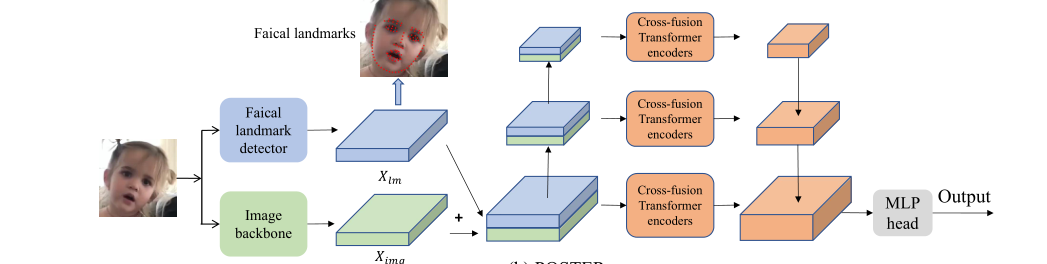 Faical landmarks
Faical
landmark
detector
X_lm
Image
backbone
X_img
+
Cross-fusion
Transformer
encoders
Cross-fusion
Transformer
encoders
Cross-fusion
Transformer
encoders
MLP
head
Output
(b) POSTER